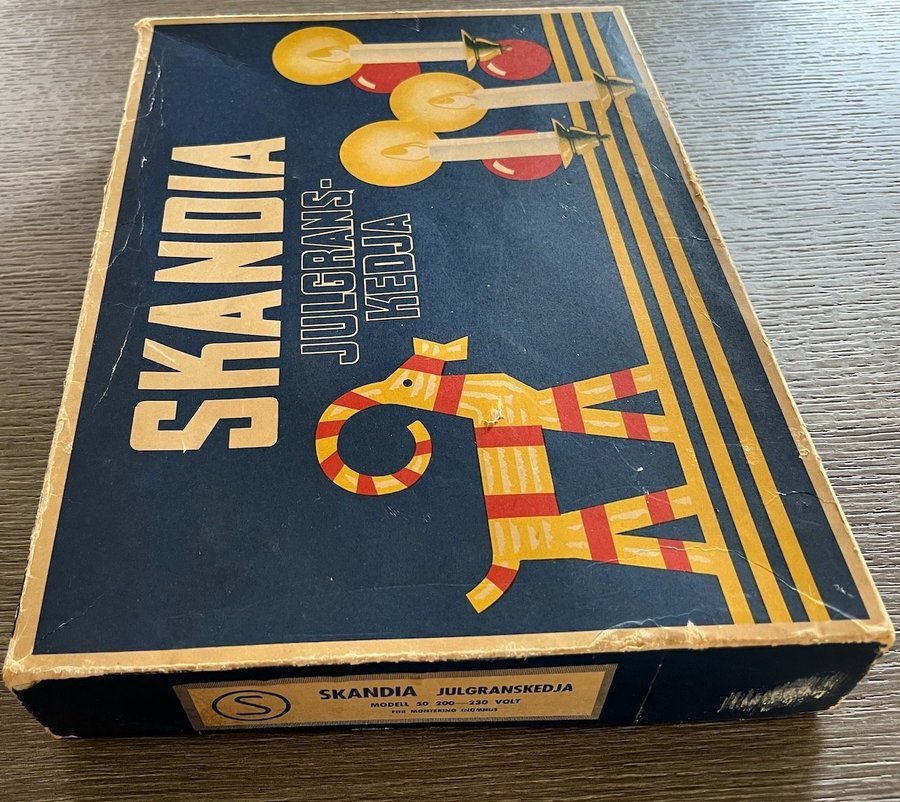 SKANDIA
JULGRANS-
KEDJA
S
SKANDIA JULGRANSKEDJA
MODELL 50 200—230 VOLT
FÖR MONTERING INOMHUS